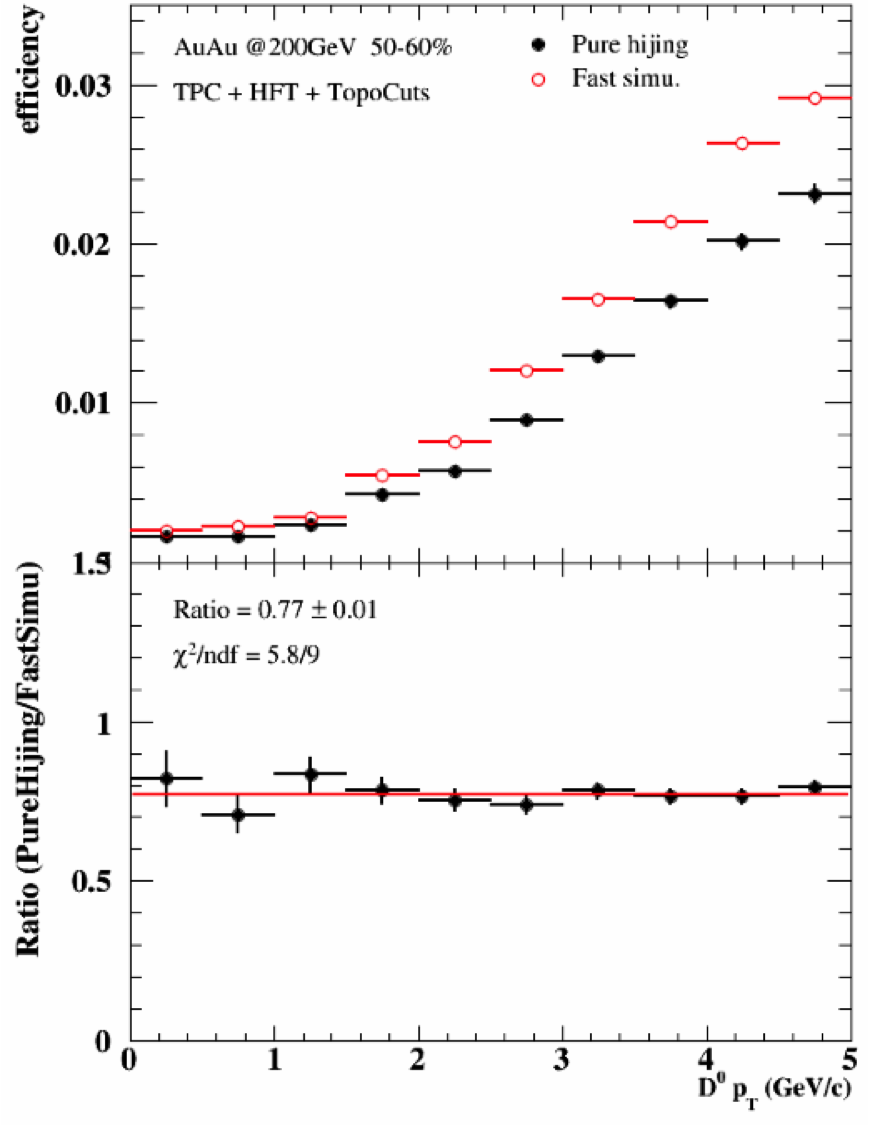 efficiency
AuAu @200GeV 50-60%
TPC + HFT + TopoCuts
Pure hijing
Fast simu.
0.03
0.02
0.01
1.5
Ratio (PureHijing/FastSimu)
Ratio = 0.77 ± 0.01
χ²/ndf = 5.8/9
1
0.5
0
0 1 2 3 4 5
D⁰ p_T (GeV/c)